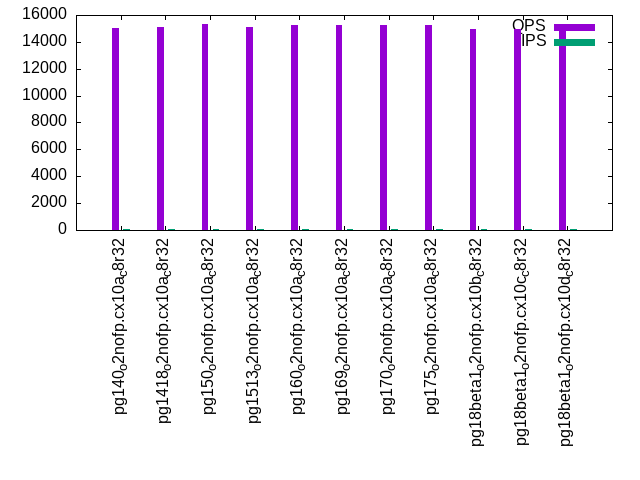 16000
14000
12000
10000
8000
6000
4000
2000
0
OPS
IPS
pg140o2nofp.cx10ac8r32
pg1418o2nofp.cx10ac8r32
pg150o2nofp.cx10ac8r32
pg1513o2nofp.cx10ac8r32
pg160o2nofp.cx10ac8r32
pg169o2nofp.cx10ac8r32
pg170o2nofp.cx10ac8r32
pg175o2nofp.cx10ac8r32
pg18beta1o2nofp.cx10bc8r32
pg18beta1o2nofp.cx10cc8r32
pg18beta1o2nofp.cx10dc8r32